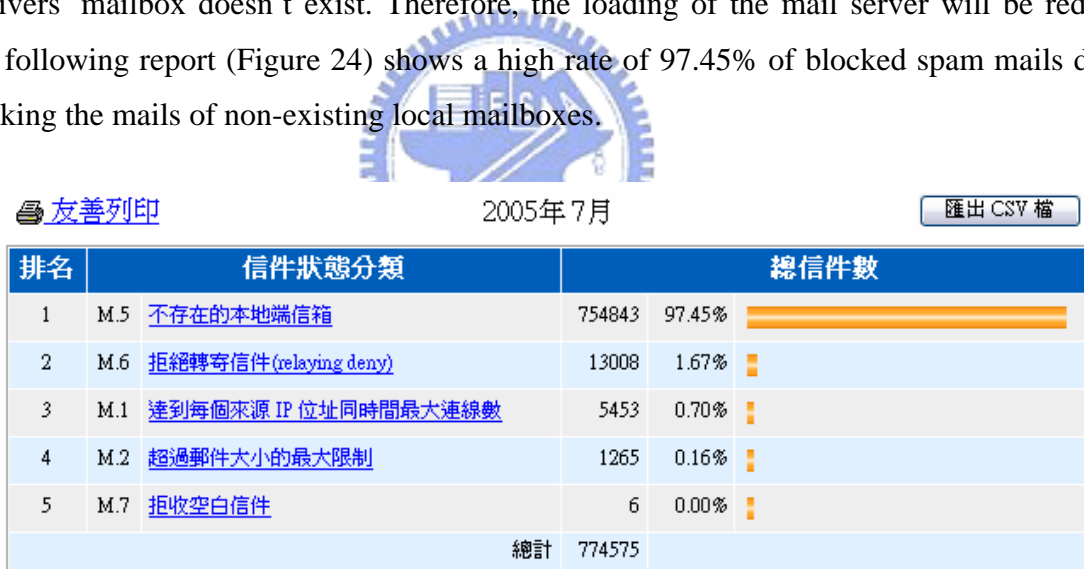 mailbox doesn't exist. Therefore, the loading of the mail server will be
following report (Figure 24) shows a high rate of 97.45% of blocked spam mails
the mails of non-existing local mailboxes.
友善列印 2005年 7月 匯出 CSV 檔
排名 信件狀態分類 總信件數
1 M.5 不存在的本地端信箱 754843 97.45%
2 M.6 拒絕轉寄信件(relaying deny) 13008 1.67%
3 M.1 達到每個來源 IP 位址同時間最大連線數 5453 0.70%
4 M.2 超過郵件大小的最大限制 1265 0.16%
5 M.7 拒收空白信件 6 0.00%
總計 774575